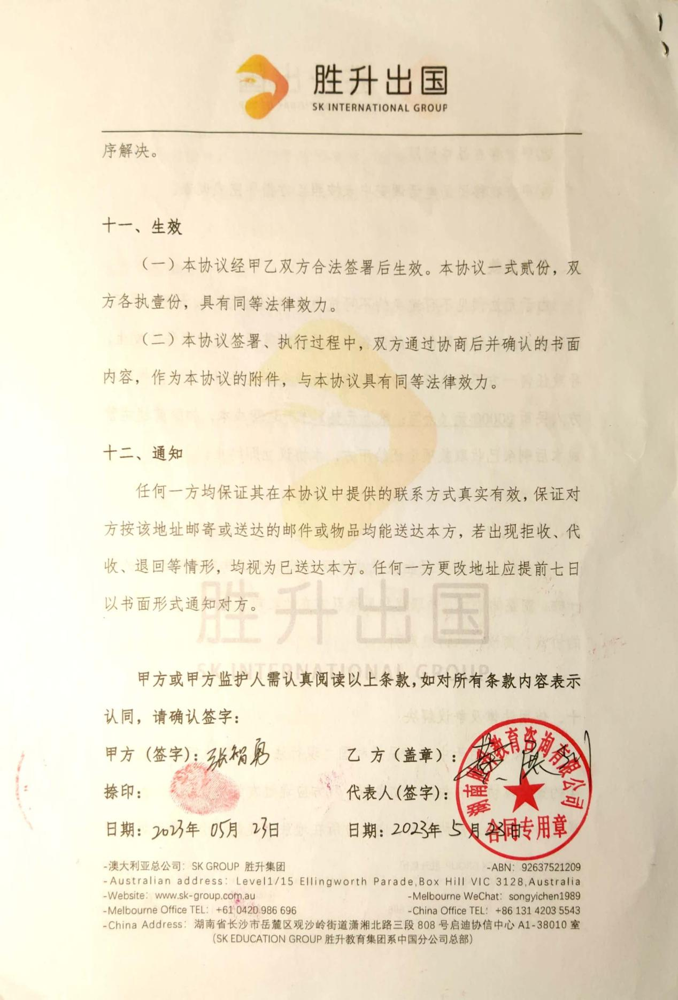 胜升出国
SK INTERNATIONAL GROUP
序解决。
十一、生效
（一）本协议经甲乙双方合法签署后生效。本协议一式贰份，双
方各执壹份，具有同等法律效力。
（二）本协议签署、执行过程中，双方通过协商后并确认的书面
内容，作为本协议的附件，与本协议具有同等法律效力。
十二、通知
任何一方均保证其在本协议中提供的联系方式真实有效，保证对
方按该地址邮寄或送达的邮件或物品均能送达本方，若出现拒收、代
收、退回等情形，均视为已送达本方。任何一方更改地址应提前七日
以书面形式通知对方。
胜升出国
SK INTERNATIONAL GROUP
甲方或甲方监护人需认真阅读以上条款，如对所有条款内容表示
认同，请确认签字：
甲方（签字）：张智勇
乙 方（盖章）：
捺印：
代表人（签字）：
湖南胜升教育咨询有限公司
合同专用章
日期：2023年 05月 23日
日期：2023年 5月 23日
-澳大利亚总公司：SK GROUP 胜升集团
-ABN：92637521209
-Australian address：Level1/15 Ellingworth Parade,Box Hill VIC 3128,Australia
-Website：www.sk-group.com.au
-Melbourne WeChat：songyichen1989
-Melbourne Office TEL：+61 0420 986 696
-China Office TEL：+86 131 4203 5543
-China Address：湖南省长沙市岳麓区观沙岭街道潇湘北路三段 808 号启迪协信中心 A1-38010 室
（SK EDUCATION GROUP 胜升教育集团系中国分公司总部）